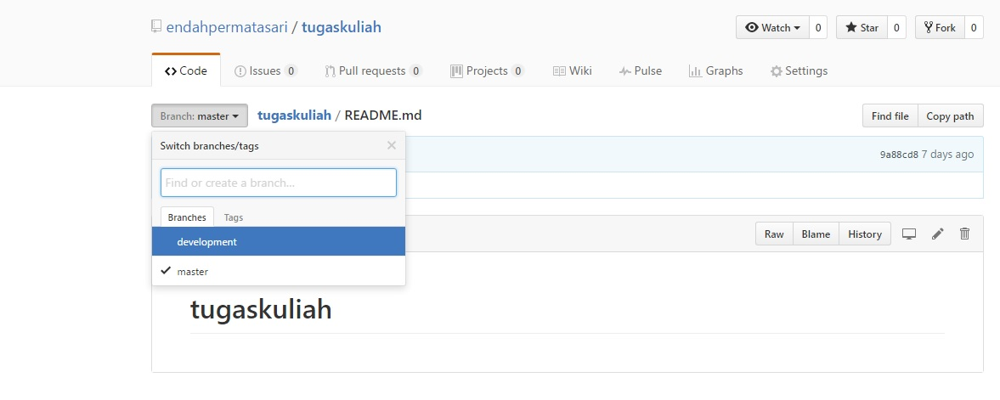 endahpermatasari / tugaskuliah
Watch 0 Star 0 Fork 0
Code Issues 0 Pull requests 0 Projects 0 Wiki Pulse Graphs Settings
Branch: master tugaskuliah / README.md Find file Copy path
Switch branches/tags
9a88cd8 7 days ago
Find or create a branch...
Branches Tags
development
Raw Blame History
master
tugaskuliah